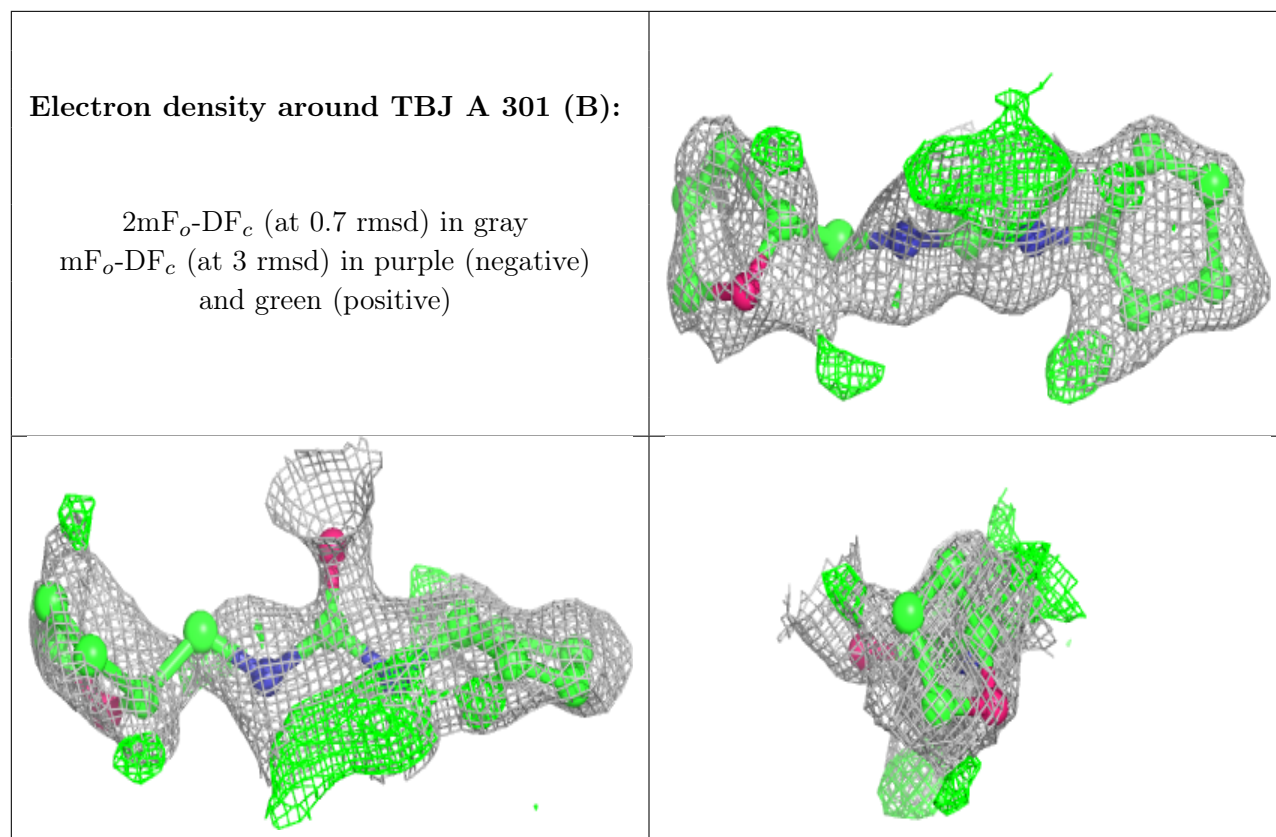 Electron density around TBJ A 301 (B):
2mFo-DFc (at 0.7 rmsd) in gray
mFo-DFc (at 3 rmsd) in purple (negative)
and green (positive)